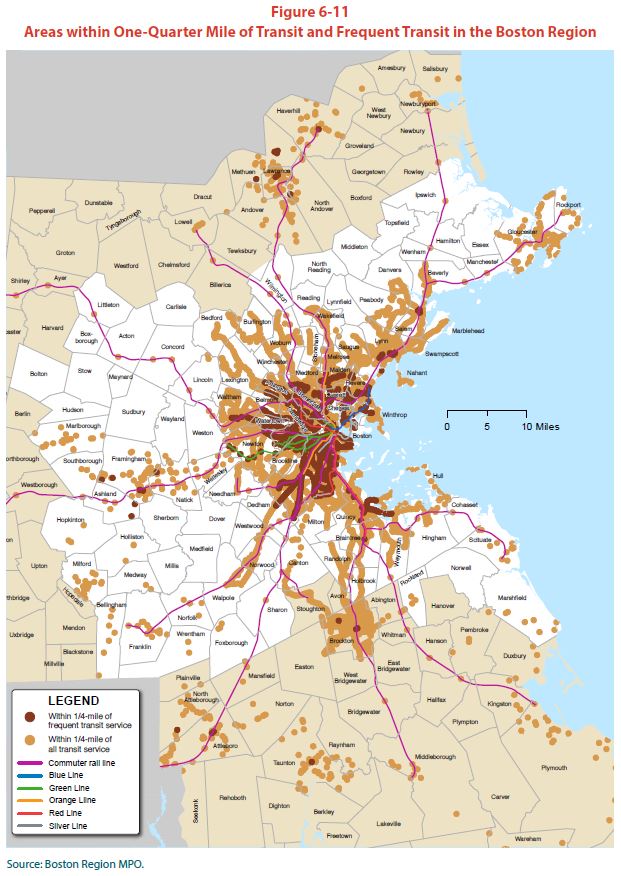 Figure 6-11
Areas within One-Quarter Mile of Transit and Frequent Transit in the Boston Region
Amesbury
Salisbury
Haverhill
West
Newbury
Newburyport
Newbury
Groveland
Methuen
Lawrence
Georgetown
Rowley
Dunstable
Dracut
Andover
North
Andover
Boxford
Ipswich
Rockport
Pepperell
Tyngsborough
Lowell
Topsfield
Gloucester
Groton
Tewksbury
Middleton
Hamilton
Essex
Westford
Chelmsford
North
Reading
Danvers
Wenham
Manchester
Shirley
Ayer
Billerica
Wilmington
Beverly
Littleton
Reading
Lynnfield
Peabody
Carlisle
Bedford
Burlington
Wakefield
Salem
Marblehead
Harvard
Box-
borough
Acton
Concord
Woburn
Stoneham
Saugus
Lynn
Swampscott
Winchester
Melrose
Bolton
Stow
Maynard
Lincoln
Lexington
Medford
Malden
Nahant
Revere
Berlin
Hudson
Sudbury
Wayland
Waltham
Belmont
Chelsea
Winthrop
Marlborough
Weston
Watertown
Boston
0 5 10 Miles
Southborough
Framingham
Newton
Brookline
Westborough
Ashland
Natick
Wellesley
Needham
Hull
Hopkinton
Sherborn
Dover
Dedham
Milton
Quincy
Cohasset
Holliston
Westwood
Braintree
Weymouth
Hingham
Scituate
Upton
Milford
Medway
Millis
Medfield
Norwood
Canton
Randolph
Norwell
Hopedale
Walpole
Holbrook
Rockland
Marshfield
Bellingham
Norfolk
Sharon
Stoughton
Avon
Abington
Hanover
Uxbridge
Mendon
Franklin
Wrentham
Foxborough
Brockton
Whitman
Hanson
Pembroke
Blackstone
Millville
Easton
West
Bridgewater
East
Bridgewater
Duxbury
Plainville
Mansfield
Bridgewater
Halifax
Kingston
North
Attleborough
Norton
Plympton
Attleboro
Raynham
Middleborough
Plymouth
Taunton
Seekonk
Rehoboth
Dighton
Berkley
Carver
Lakeville
Freetown
Wareham
LEGEND
Within 1/4-mile of
frequent transit service
Within 1/4-mile of
all transit service
Commuter rail line
Blue Line
Green Line
Orange Lline
Red Line
Silver Line
Source: Boston Region MPO.